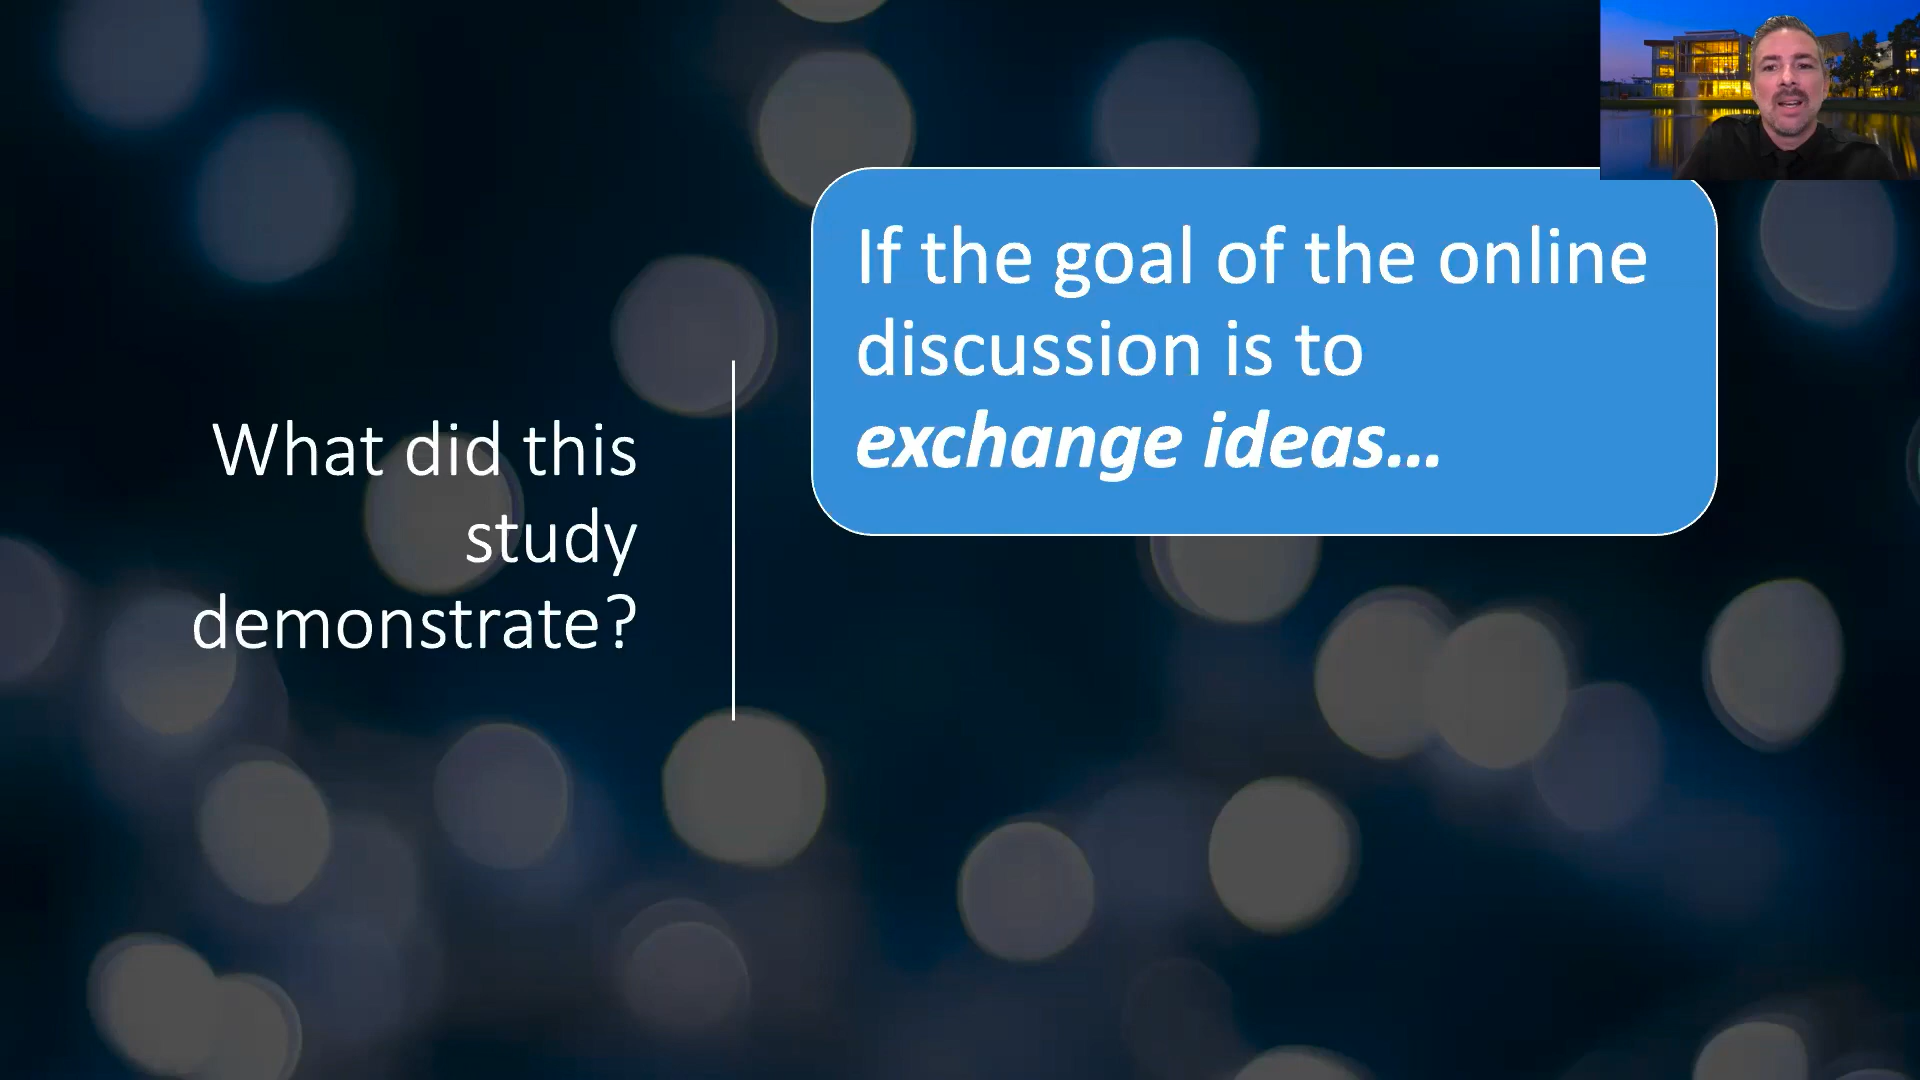 What did this
study
demonstrate?
If the goal of the online
discussion is to
exchange ideas...